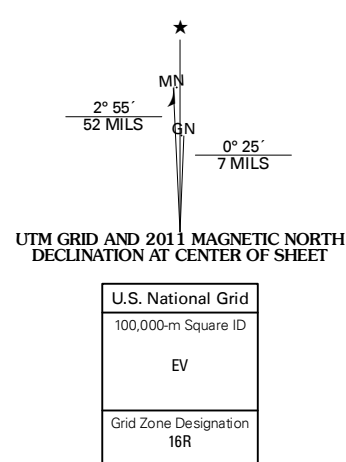 ★
MN
GN
2° 55´
52 MILS
0° 25´
7 MILS
UTM GRID AND 2011 MAGNETIC NORTH
DECLINATION AT CENTER OF SHEET
U.S. National Grid
100,000-m Square ID
EV
Grid Zone Designation
16R